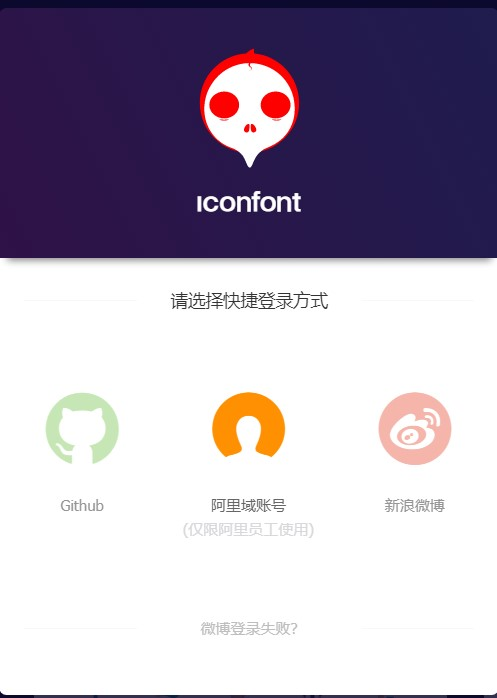 iconfont
请选择快捷登录方式
Github
阿里域账号
新浪微博
(仅限阿里员工使用)
微博登录失败?